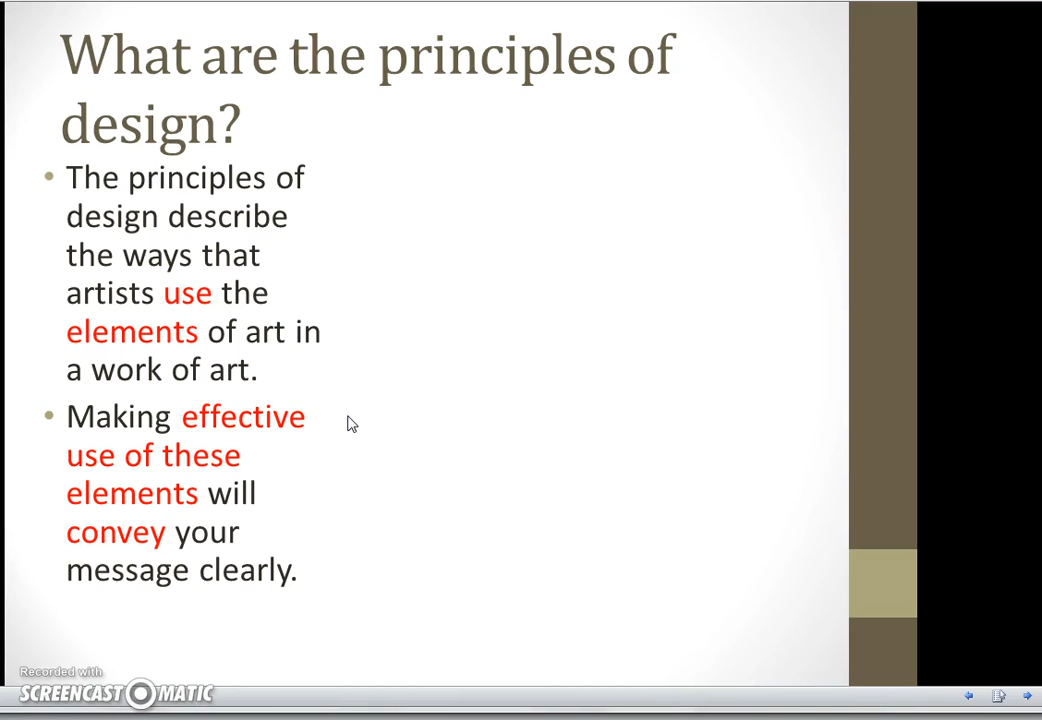 What are the principles of
design?
• The principles of
design describe
the ways that
artists use the
elements of art in
a work of art.
• Making effective
use of these
elements will
convey your
message clearly.
Recorded with
SCREENCAST MATIC